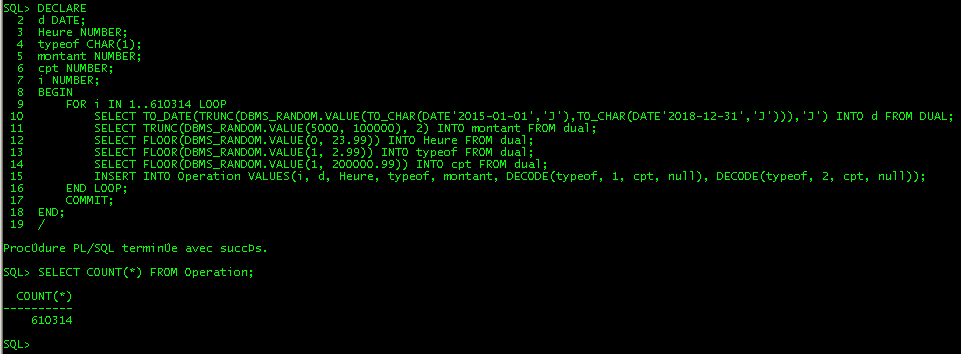 SQL> DECLARE
  2  d DATE;
  3  Heure NUMBER;
  4  typeof CHAR(1);
  5  montant NUMBER;
  6  cpt NUMBER;
  7  i NUMBER;
  8  BEGIN
  9      FOR i IN 1..610314 LOOP
 10          SELECT TO_DATE(TRUNC(DBMS_RANDOM.VALUE(TO_CHAR(DATE'2015-01-01','J'),TO_CHAR(DATE'2018-12-31','J'))),'J') INTO d FROM DUAL;
 11          SELECT TRUNC(DBMS_RANDOM.VALUE(5000, 100000), 2) INTO montant FROM dual;
 12          SELECT FLOOR(DBMS_RANDOM.VALUE(0, 23.99)) INTO Heure FROM dual;
 13          SELECT FLOOR(DBMS_RANDOM.VALUE(1, 2.99)) INTO typeof FROM dual;
 14          SELECT FLOOR(DBMS_RANDOM.VALUE(1, 200000.99)) INTO cpt FROM dual;
 15          INSERT INTO Operation VALUES(i, d, Heure, typeof, montant, DECODE(typeof, 1, cpt, null), DECODE(typeof, 2, cpt, null));
 16      END LOOP;
 17      COMMIT;
 18  END;
 19  /
ProcÚdure PL/SQL terminÚe avec succÞs.
SQL> SELECT COUNT(*) FROM Operation;
  COUNT(*)
----------
    610314
SQL>